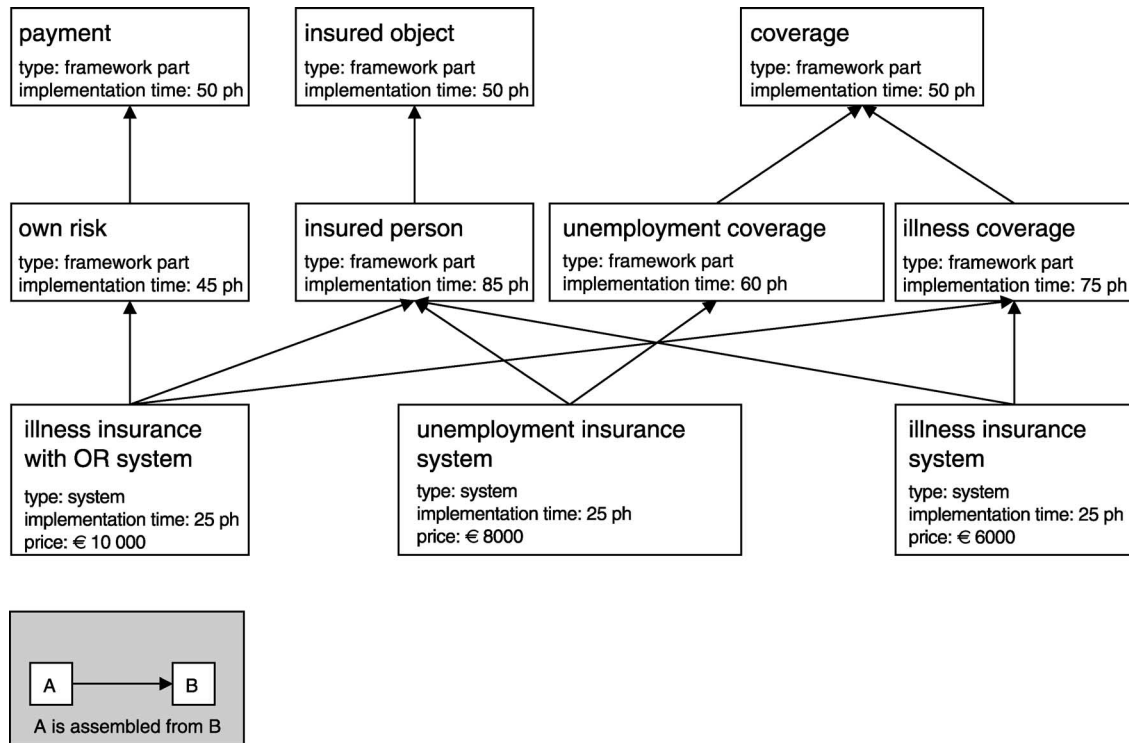 payment
type: framework part
implementation time: 50 ph
insured object
type: framework part
implementation time: 50 ph
coverage
type: framework part
implementation time: 50 ph
own risk
type: framework part
implementation time: 45 ph
insured person
type: framework part
implementation time: 85 ph
unemployment coverage
type: framework part
implementation time: 60 ph
illness coverage
type: framework part
implementation time: 75 ph
illness insurance
with OR system
type: system
implementation time: 25 ph
price: € 10 000
unemployment insurance
system
type: system
implementation time: 25 ph
price: € 8000
illness insurance
system
type: system
implementation time: 25 ph
price: € 6000
A
B
A is assembled from B